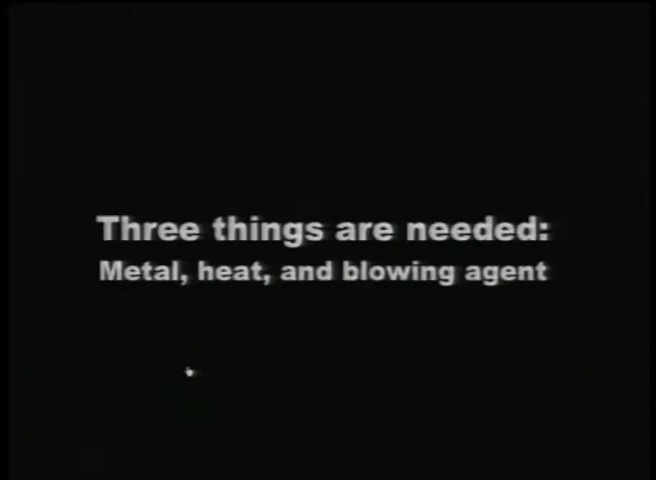 Three things are needed:
Metal, heat, and blowing agent